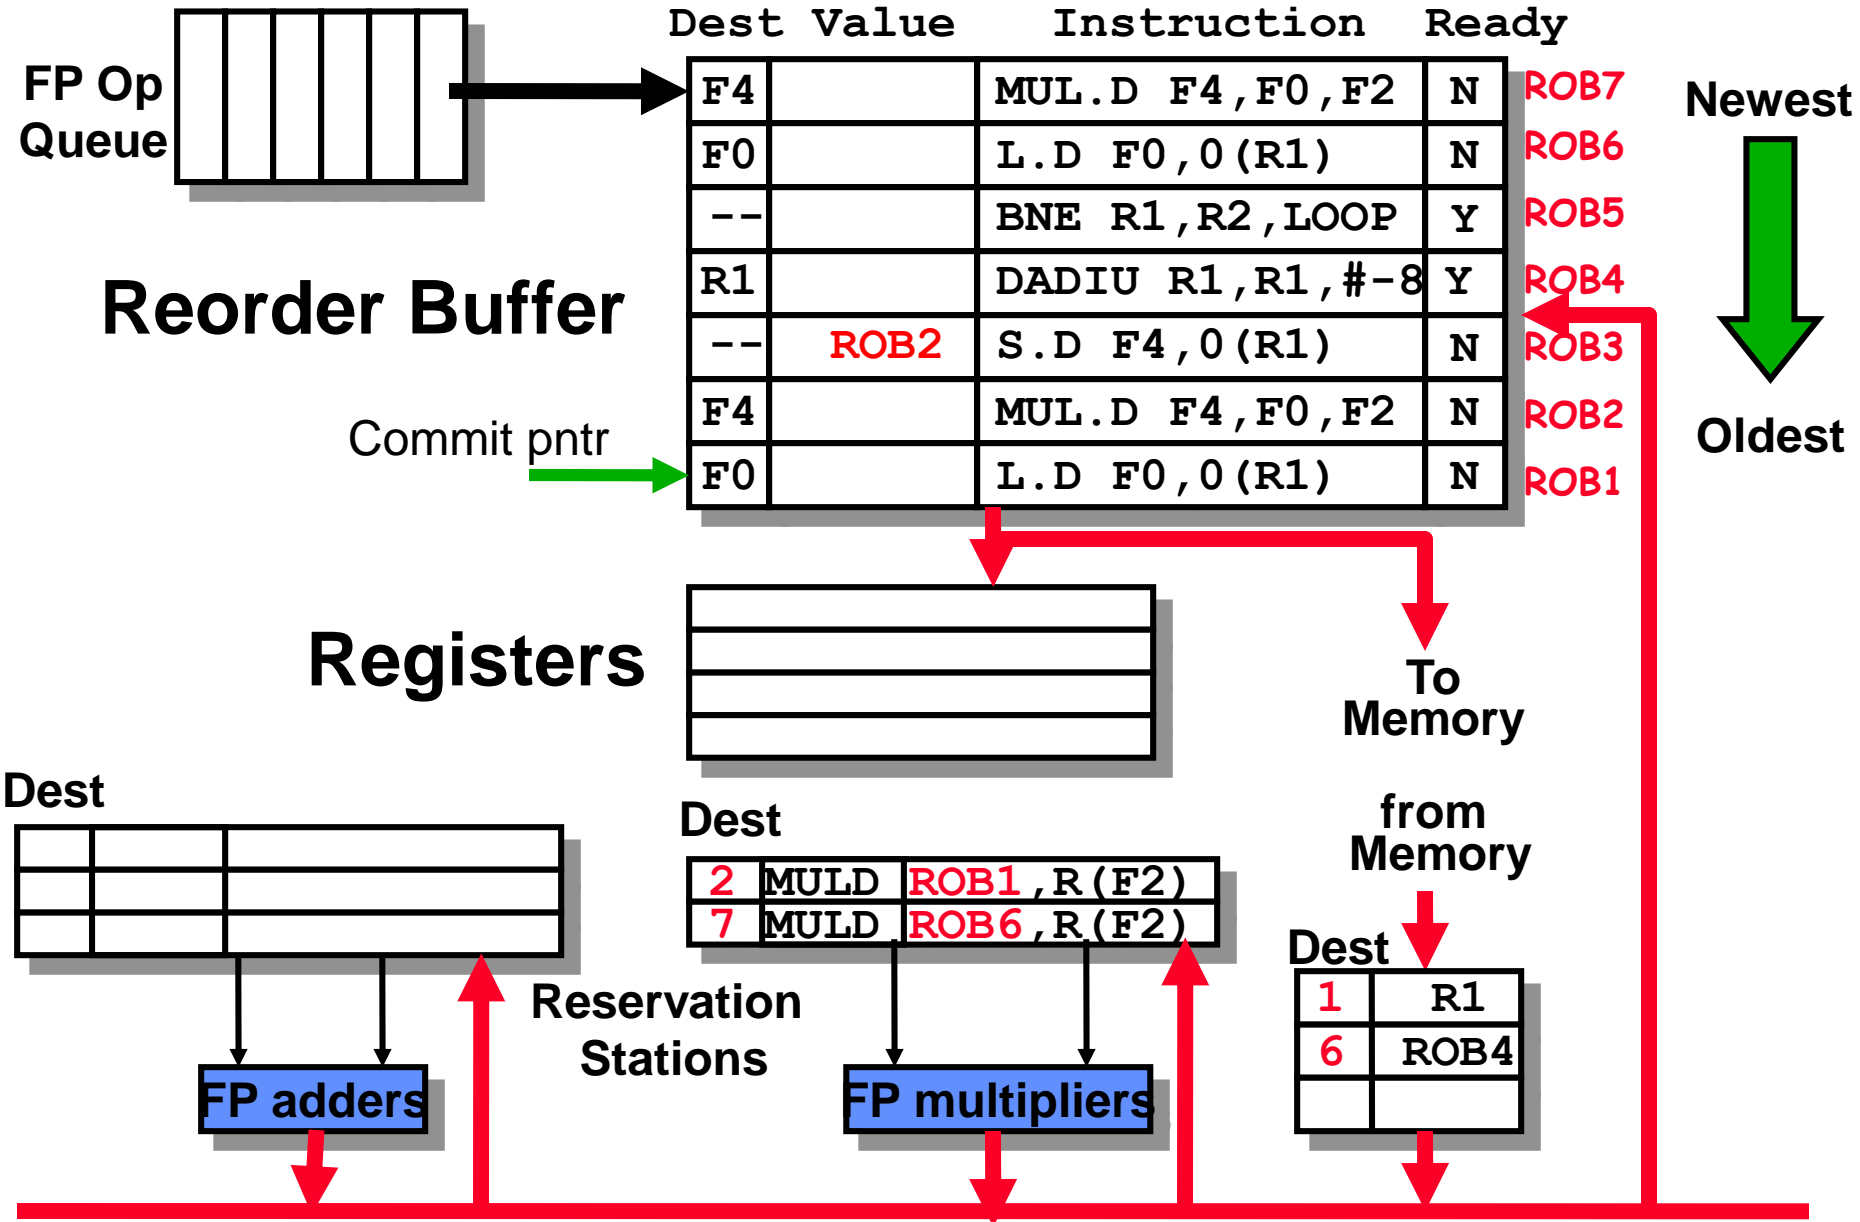 Dest Value Instruction Ready
FP Op
Queue
F4 MUL.D F4,F0,F2 N ROB7
F0 L.D F0,0(R1) N ROB6
-- BNE R1,R2,LOOP Y ROB5
R1 DADIU R1,R1,#-8 Y ROB4
-- ROB2 S.D F4,0(R1) N ROB3
F4 MUL.D F4,F0,F2 N ROB2
F0 L.D F0,0(R1) N ROB1
Newest
Oldest
Reorder Buffer
Commit pntr
Registers
To
Memory
Dest
Dest
from
Memory
2 MULD ROB1,R(F2)
7 MULD ROB6,R(F2)
Dest
1 R1
6 ROB4
Reservation
Stations
FP adders
FP multipliers